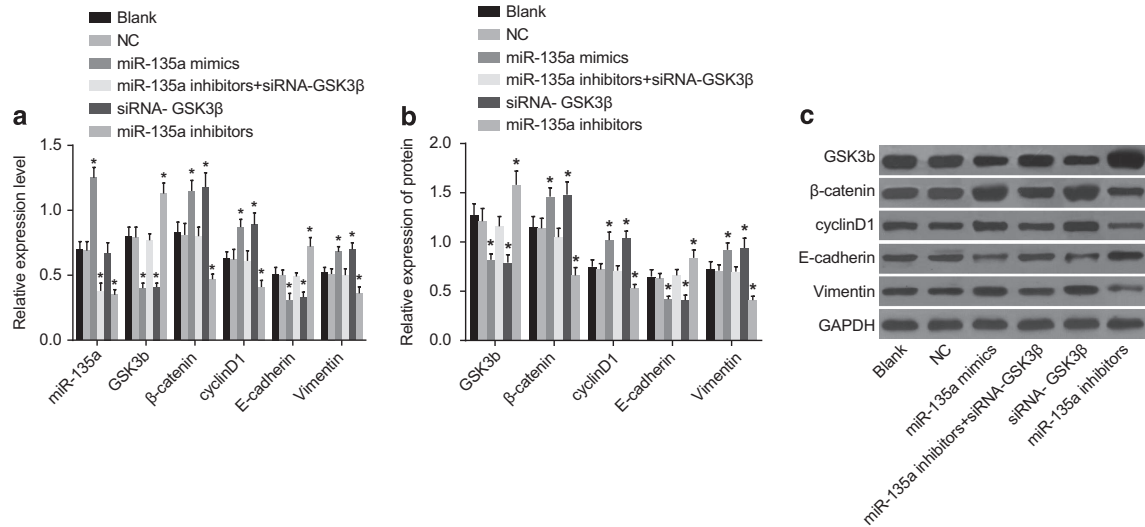 Blank
NC
miR-135a mimics
miR-135a inhibitors+siRNA-GSK3β
siRNA- GSK3β
miR-135a inhibitors
a
Relative expression level
1.5
1.0
0.5
0.0
* * * * * * * * * * * * * * * * * *
miR-135a
GSK3b
β-catenin
cyclinD1
E-cadherin
Vimentin
Blank
NC
miR-135a mimics
miR-135a inhibitors+siRNA-GSK3β
siRNA- GSK3β
miR-135a inhibitors
b
Relative expression of protein
2.0
1.5
1.0
0.5
0.0
* * * * * * * * * * * * * * *
GSK3b
β-catenin
cyclinD1
E-cadherin
Vimentin
c
GSK3b
β-catenin
cyclinD1
E-cadherin
Vimentin
GAPDH
Blank
NC
miR-135a mimics
miR-135a inhibitors+siRNA-GSK3β
siRNA- GSK3β
miR-135a inhibitors